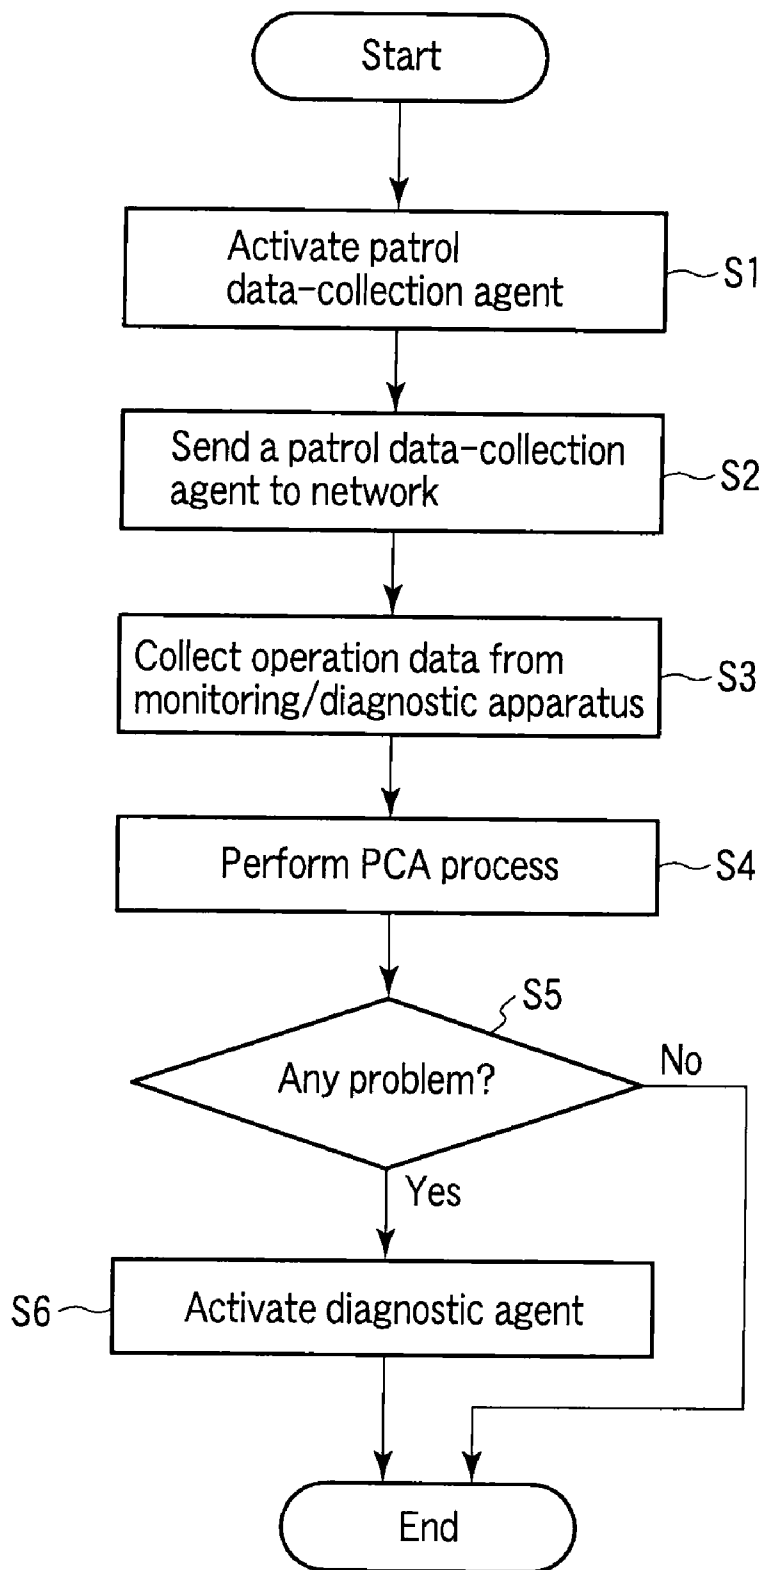 Start
Activate patrol
data-collection agent
S1
Send a patrol data-collection
agent to network
S2
Collect operation data from
monitoring/diagnostic apparatus
S3
Perform PCA process
S4
S5
Any problem?
No
Yes
S6
Activate diagnostic agent
End